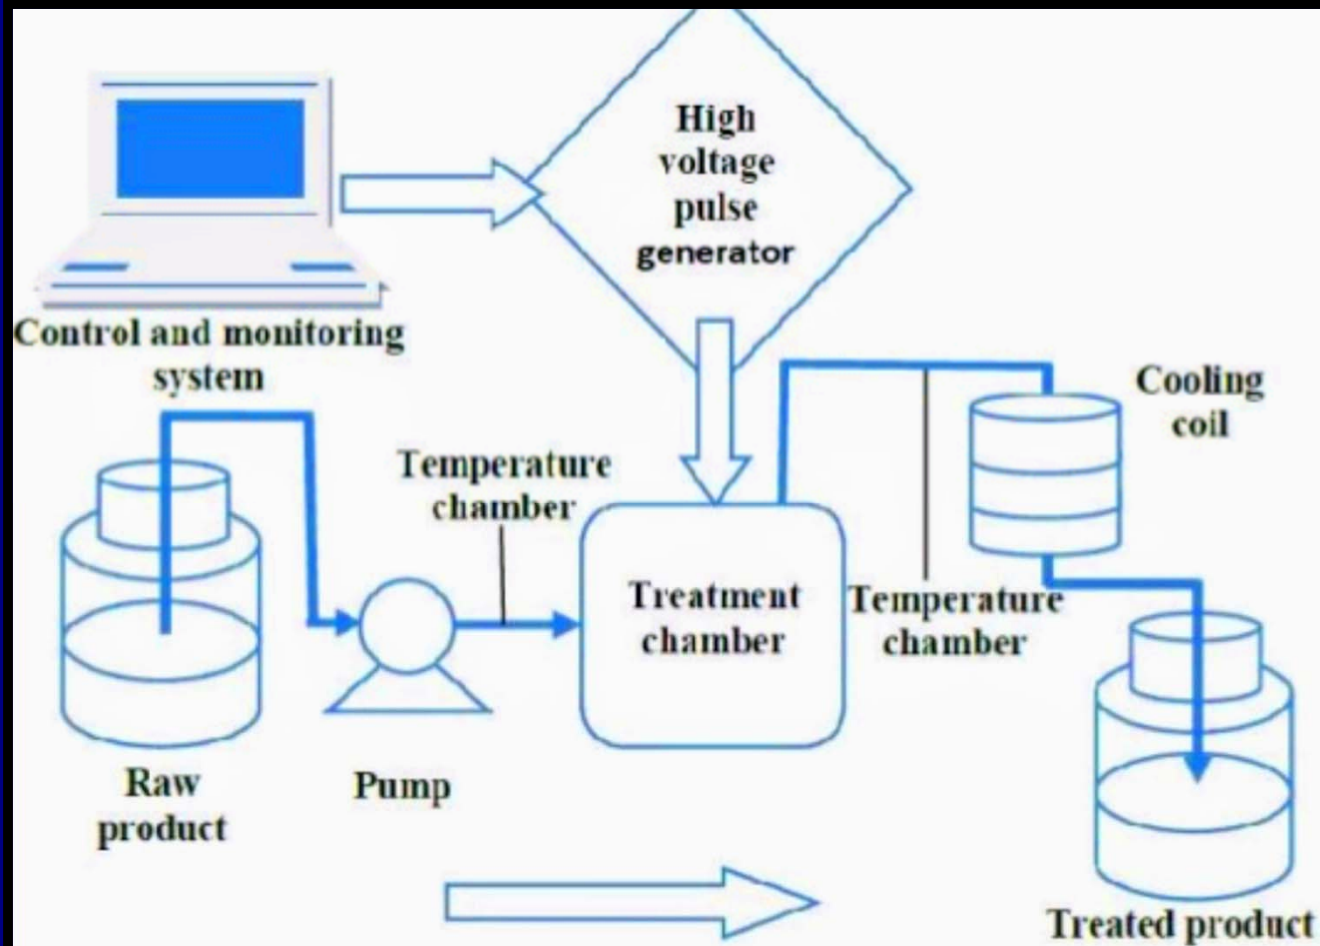 High
voltage
pulse
generator
Control and monitoring
system
Cooling
coil
Temperature
chamber
Treatment
chamber
Temperature
chamber
Raw
product
Pump
Treated product